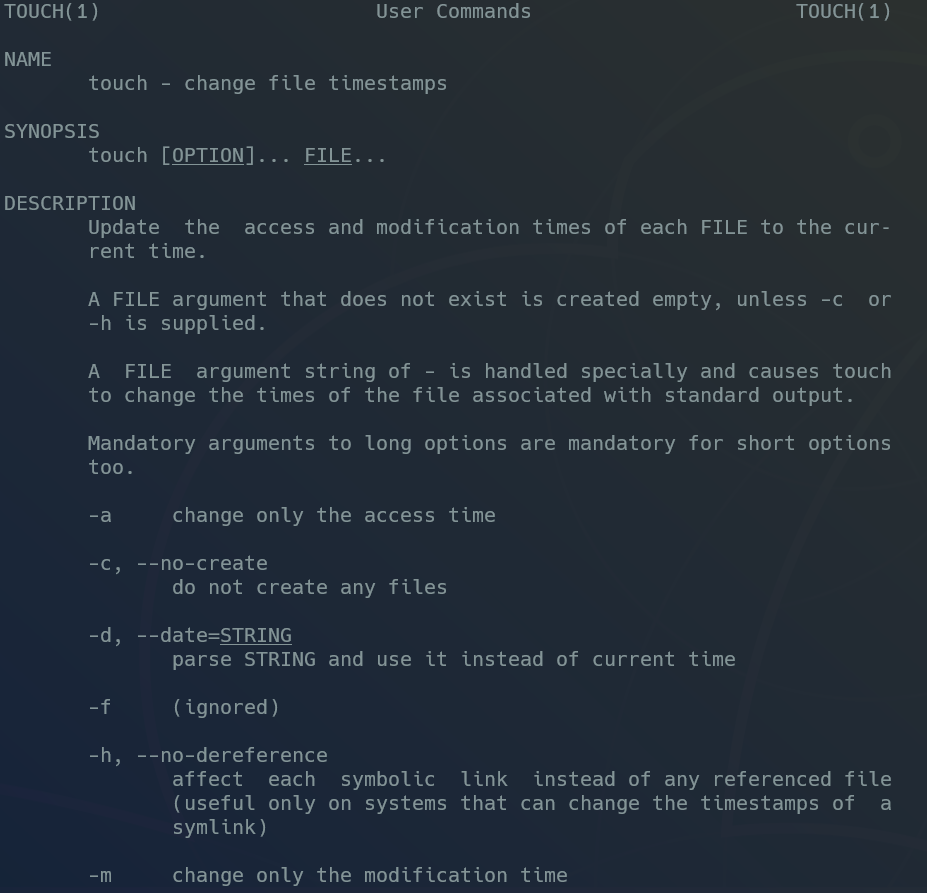 TOUCH(1) User Commands TOUCH(1)
NAME
touch - change file timestamps
SYNOPSIS
touch [OPTION]... FILE...
DESCRIPTION
Update the access and modification times of each FILE to the cur-
rent time.
A FILE argument that does not exist is created empty, unless -c or
-h is supplied.
A FILE argument string of - is handled specially and causes touch
to change the times of the file associated with standard output.
Mandatory arguments to long options are mandatory for short options
too.
-a change only the access time
-c, --no-create
do not create any files
-d, --date=STRING
parse STRING and use it instead of current time
-f (ignored)
-h, --no-dereference
affect each symbolic link instead of any referenced file
(useful only on systems that can change the timestamps of a
symlink)
-m change only the modification time